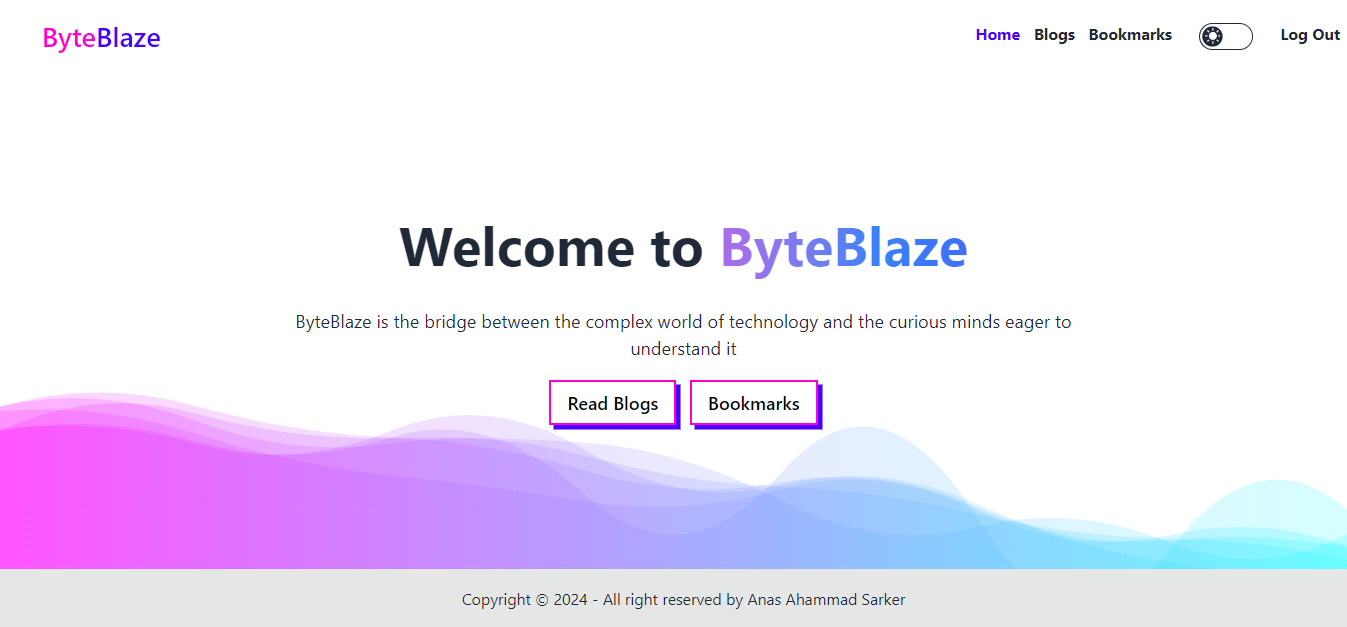 ByteBlaze
Home Blogs Bookmarks Log Out
Welcome to ByteBlaze
ByteBlaze is the bridge between the complex world of technology and the curious minds eager to
understand it
Read Blogs Bookmarks
Copyright © 2024 - All right reserved by Anas Ahammad Sarker